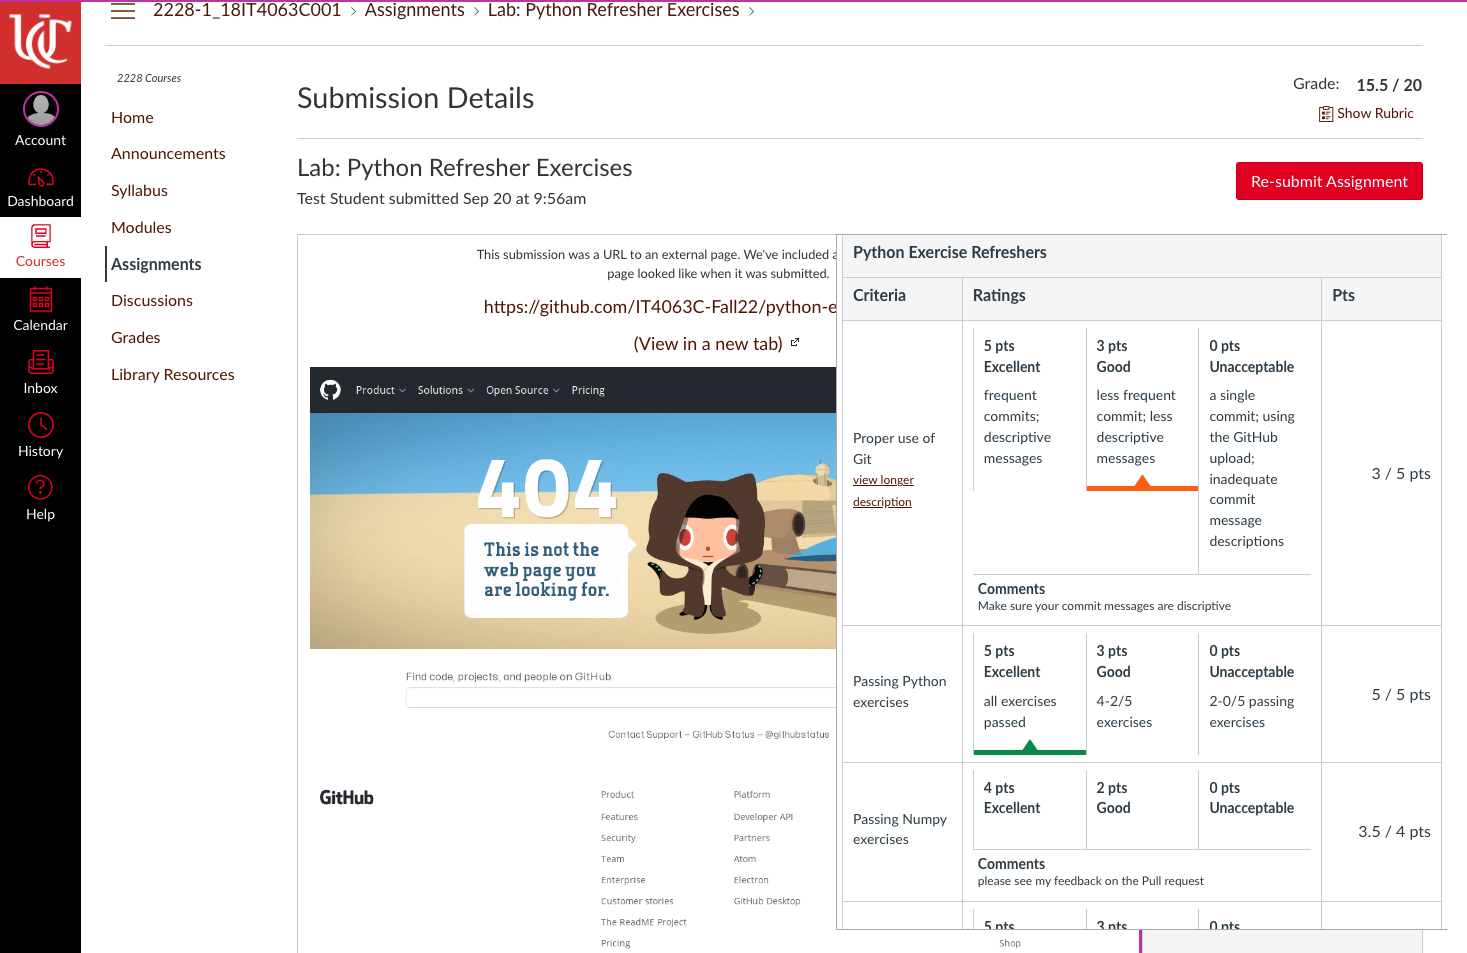 2228-1_18IT4063C001 › Assignments › Lab: Python Refresher Exercises ›
UC
Account
Dashboard
Courses
Calendar
Inbox
History
Help
2228 Courses
Home
Announcements
Syllabus
Modules
Assignments
Discussions
Grades
Library Resources
Submission Details
Grade: 15.5 / 20
Show Rubric
Lab: Python Refresher Exercises
Test Student submitted Sep 20 at 9:56am
Re-submit Assignment
This submission was a URL to an external page. We've included
page looked like when it was submitted.
https://github.com/IT4063C-Fall22/python-e
(View in a new tab)
Product
Solutions
Open Source
Pricing
404
This is not the
web page you
are looking for.
Find code, projects, and people on GitHub:
Contact Support — GitHub Status — @githubstatus
GitHub
Product
Features
Security
Team
Enterprise
Customer stories
The ReadME Project
Pricing
Platform
Developer API
Partners
Atom
Electron
GitHub Desktop
Shop
Python Exercise Refreshers
Criteria
Ratings
Pts
Proper use of
Git
view longer
description
5 pts
Excellent
frequent
commits;
descriptive
messages
3 pts
Good
less frequent
commit; less
descriptive
messages
0 pts
Unacceptable
a single
commit; using
the GitHub
upload;
inadequate
commit
message
descriptions
3 / 5 pts
Comments
Make sure your commit messages are discriptive
Passing Python
exercises
5 pts
Excellent
all exercises
passed
3 pts
Good
4-2/5
exercises
0 pts
Unacceptable
2-0/5 passing
exercises
5 / 5 pts
Passing Numpy
exercises
4 pts
Excellent
2 pts
Good
0 pts
Unacceptable
3.5 / 4 pts
Comments
please see my feedback on the Pull request
5 pts
3 pts
0 pts